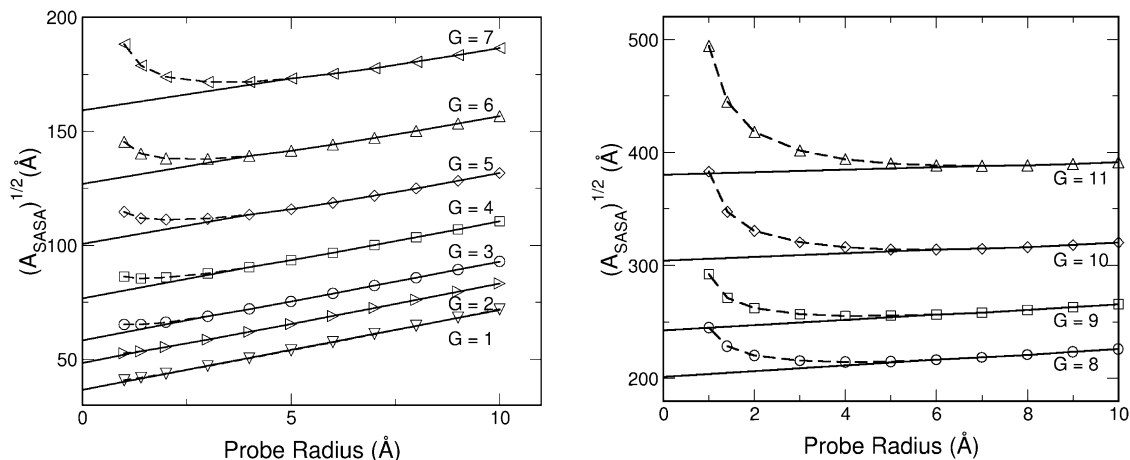 200
150
100
50
0
5
10
G = 7
G = 6
G = 5
G = 4
G = 3
G = 2
G = 1
(A_SASA)^1/2 (Å)
Probe Radius (Å)
500
400
300
200
0
2
4
6
8
10
G = 11
G = 10
G = 9
G = 8
(A_SASA)^1/2 (Å)
Probe Radius (Å)